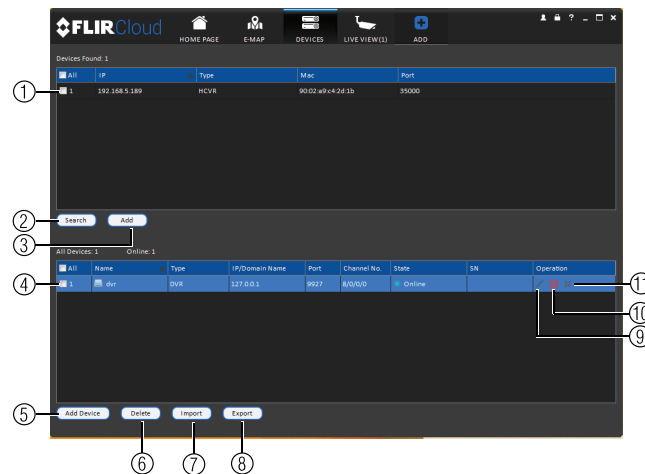 FLIR Cloud
HOME PAGE E-MAP DEVICES LIVE VIEW(1) ADD
Devices Found: 1
All IP Type Mac Port
1 192.168.5.189 HCVR 90:02:a9:c4:2d:1b 35000
①
② Search Add
③
All Devices: 1 Online: 1
All Name Type IP/Domain Name Port Channel No. State SN Operation
④ 1 dvr DVR 127.0.0.1 9927 8/0/0/0 Online ⑪
⑩
⑨
⑤ Add Device Delete Import Export
⑥ ⑦ ⑧